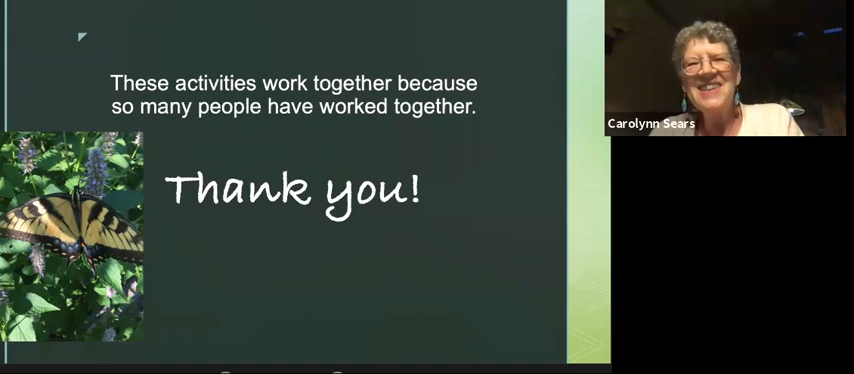 These activities work together because
so many people have worked together.
Thank you!
Carolynn Sears